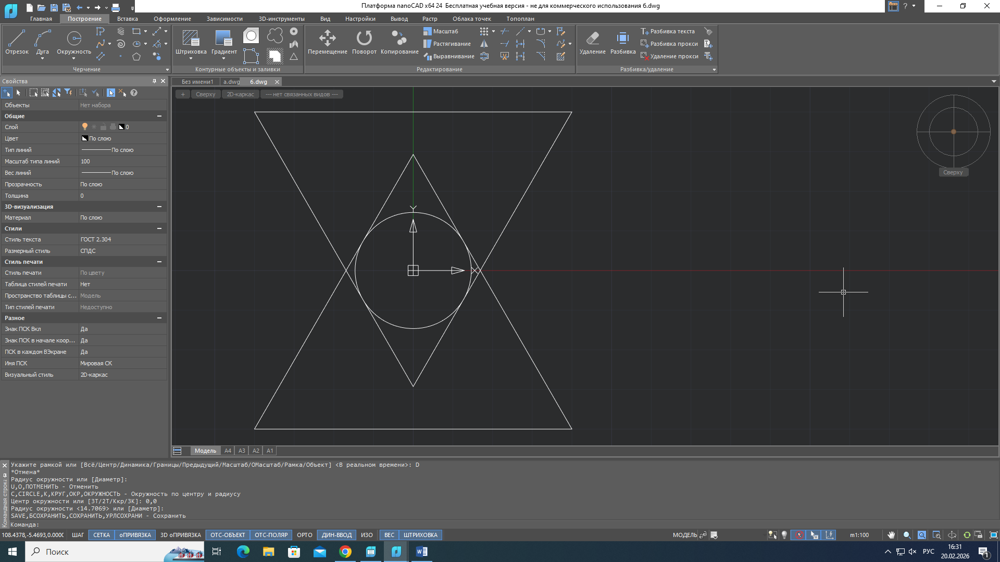 Платформа nanoCAD x64 24 Бесплатная учебная версия - не для коммерческого использования 6.dwg
Главная Построение Вставка Оформление Зависимости 3D-инструменты Вид Настройки Вывод Растр Облака точек Топоплан
Отрезок Дуга Окружность
Черчение
Штриховка Градиент
Контурные объекты и заливки
Перемещение Поворот Копирование
Масштаб
Растягивание
Выравнивание
Редактирование
Удаление Разбивка
Разбивка текста
Разбивка прокси
Удаление прокси
Разбивка/удаление
Свойства
Без имени1 a.dwg 6.dwg
+ Сверху 2D-каркас --- нет связанных видов ---
Объекты Нет набора
Общие
Слой 0
Цвет По слою
Тип линий По слою
Масштаб типа линий 100
Вес линий По слою
Прозрачность По слою
Толщина 0
3D-визуализация
Материал По слою
Стили
Стиль текста ГОСТ 2.304
Размерный стиль СПДС
Стиль печати
Стиль печати По цвету
Таблица стилей печати Нет
Пространство таблицы с... Модель
Тип стилей печати Недоступно
Разное
Знак ПСК Вкл Да
Знак ПСК в начале коор... Да
ПСК в каждом ВЭкране Да
Имя ПСК Мировая СК
Визуальный стиль 2D-каркас
Y
X
Сверху
Модель A4 A3 A2 A1
Командная строка
Укажите рамкой или [Всё/Центр/Динамика/Границы/Предыдущий/Масштаб/ОМасштаб/Рамка/Объект] <В реальном времени>: D
*Отмена*
Радиус окружности или [Диаметр]:
U,O,ПОТМЕНИТЬ - Отменить
C,CIRCLE,K,КРУГ,ОКР,ОКРУЖНОСТЬ - Окружность по центру и радиусу
Центр окружности или [3Т/2Т/Ккр/3К]: 0,0
Радиус окружности <14.7069> или [Диаметр]:
SAVE,БСОХРАНИТЬ,СОХРАНИТЬ,УРЛСОХРАНИ - Сохранить
Команда:
108.4378,-5.4693,0.0000 ШАГ СЕТКА оПРИВЯЗКА 3D оПРИВЯЗКА ОТС-ОБЪЕКТ ОТС-ПОЛЯР ОРТО ДИН-ВВОД ИЗО ВЕС ШТРИХОВКА МОДЕЛЬ m1:100
Поиск
РУС
16:31
20.02.2026
1